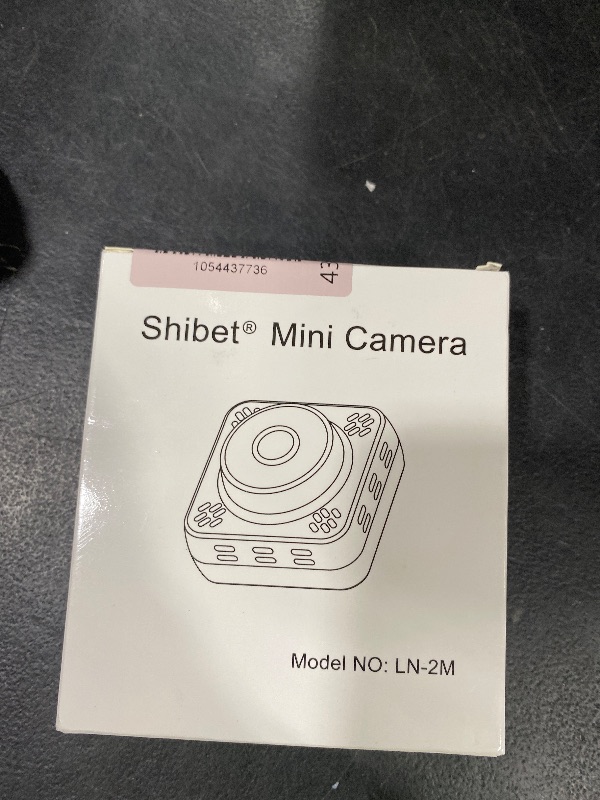 1054437736
43
Shibet® Mini Camera
Model NO: LN-2M